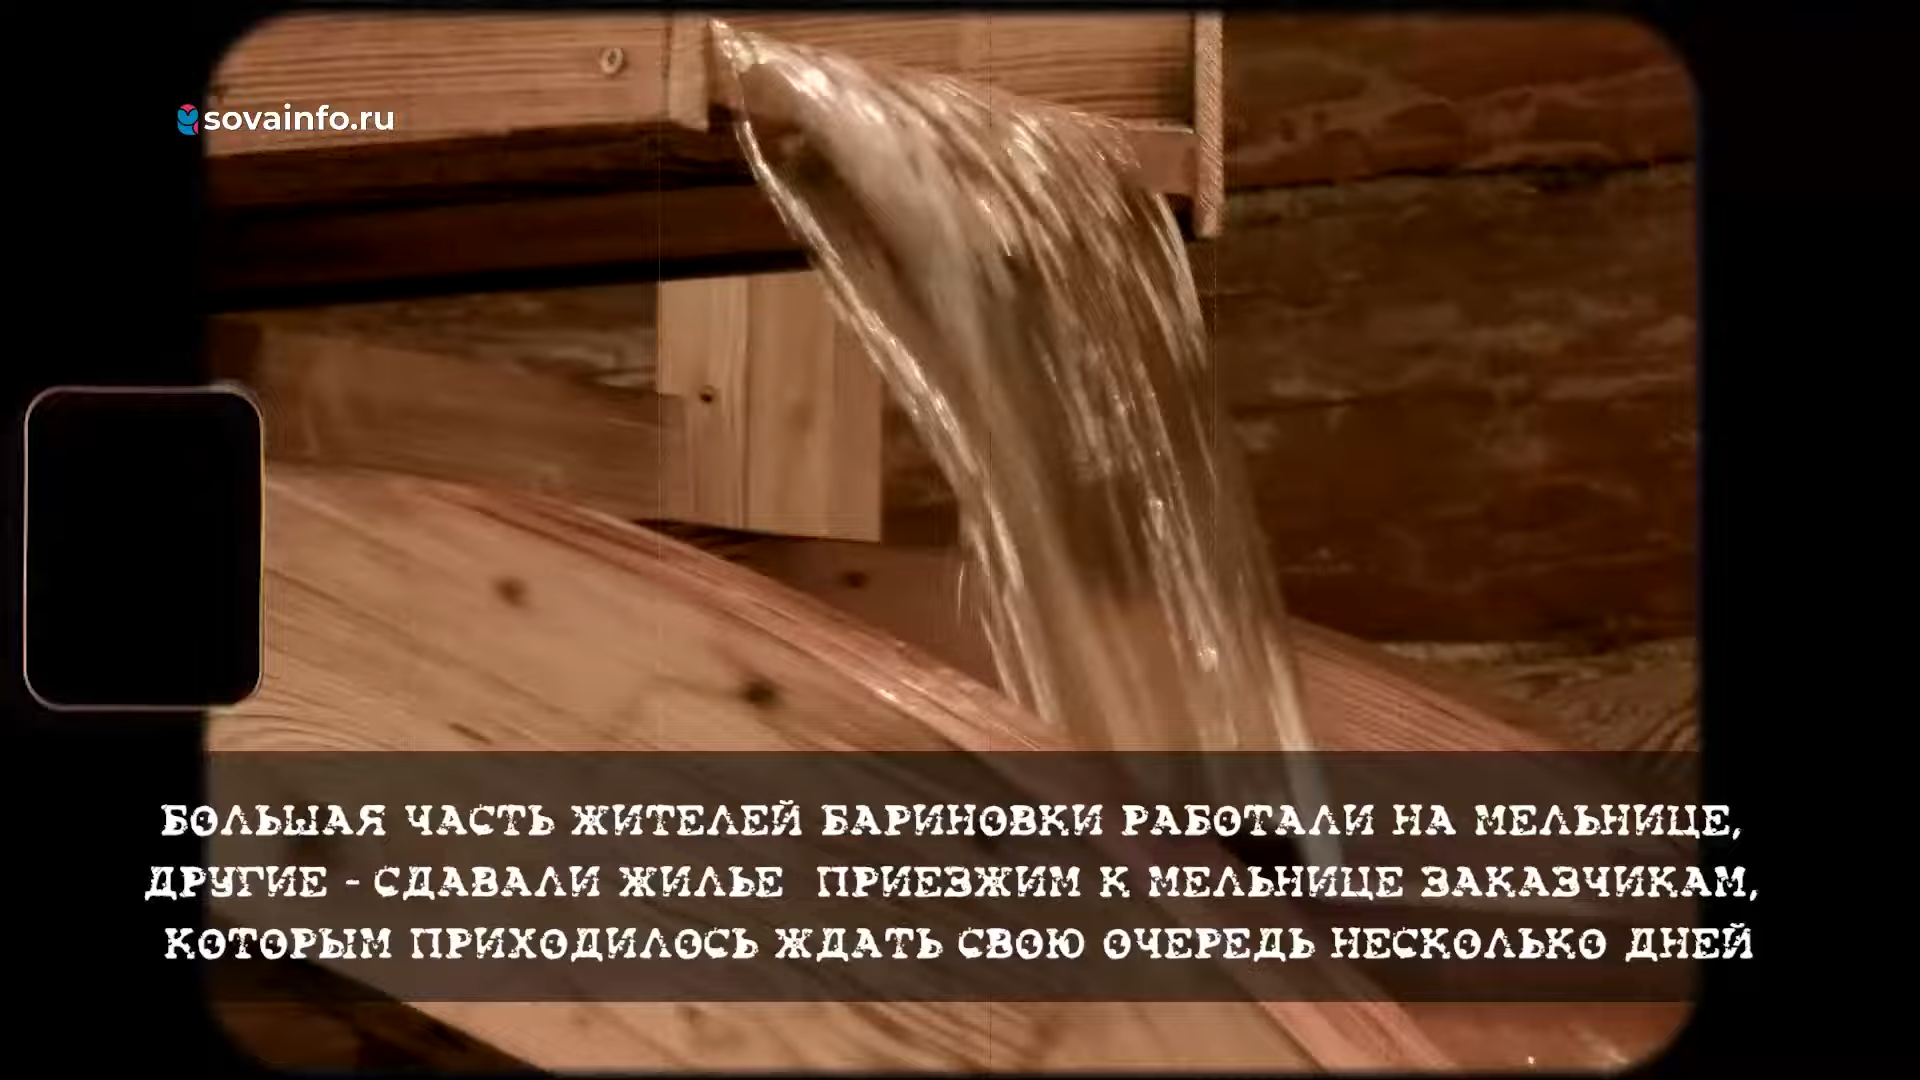 sovainfo.ru
БОЛЬШАЯ ЧАСТЬ ЖИТЕЛЕЙ БАРИНОВКИ РАБОТАЛИ НА МЕЛЬНИЦЕ,
ДРУГИЕ - СДАВАЛИ ЖИЛЬЕ ПРИЕЗЖИМ К МЕЛЬНИЦЕ ЗАКАЗЧИКАМ,
КОТОРЫМ ПРИХОДИЛОСЬ ЖДАТЬ СВОЮ ОЧЕРЕДЬ НЕСКОЛЬКО ДНЕЙ